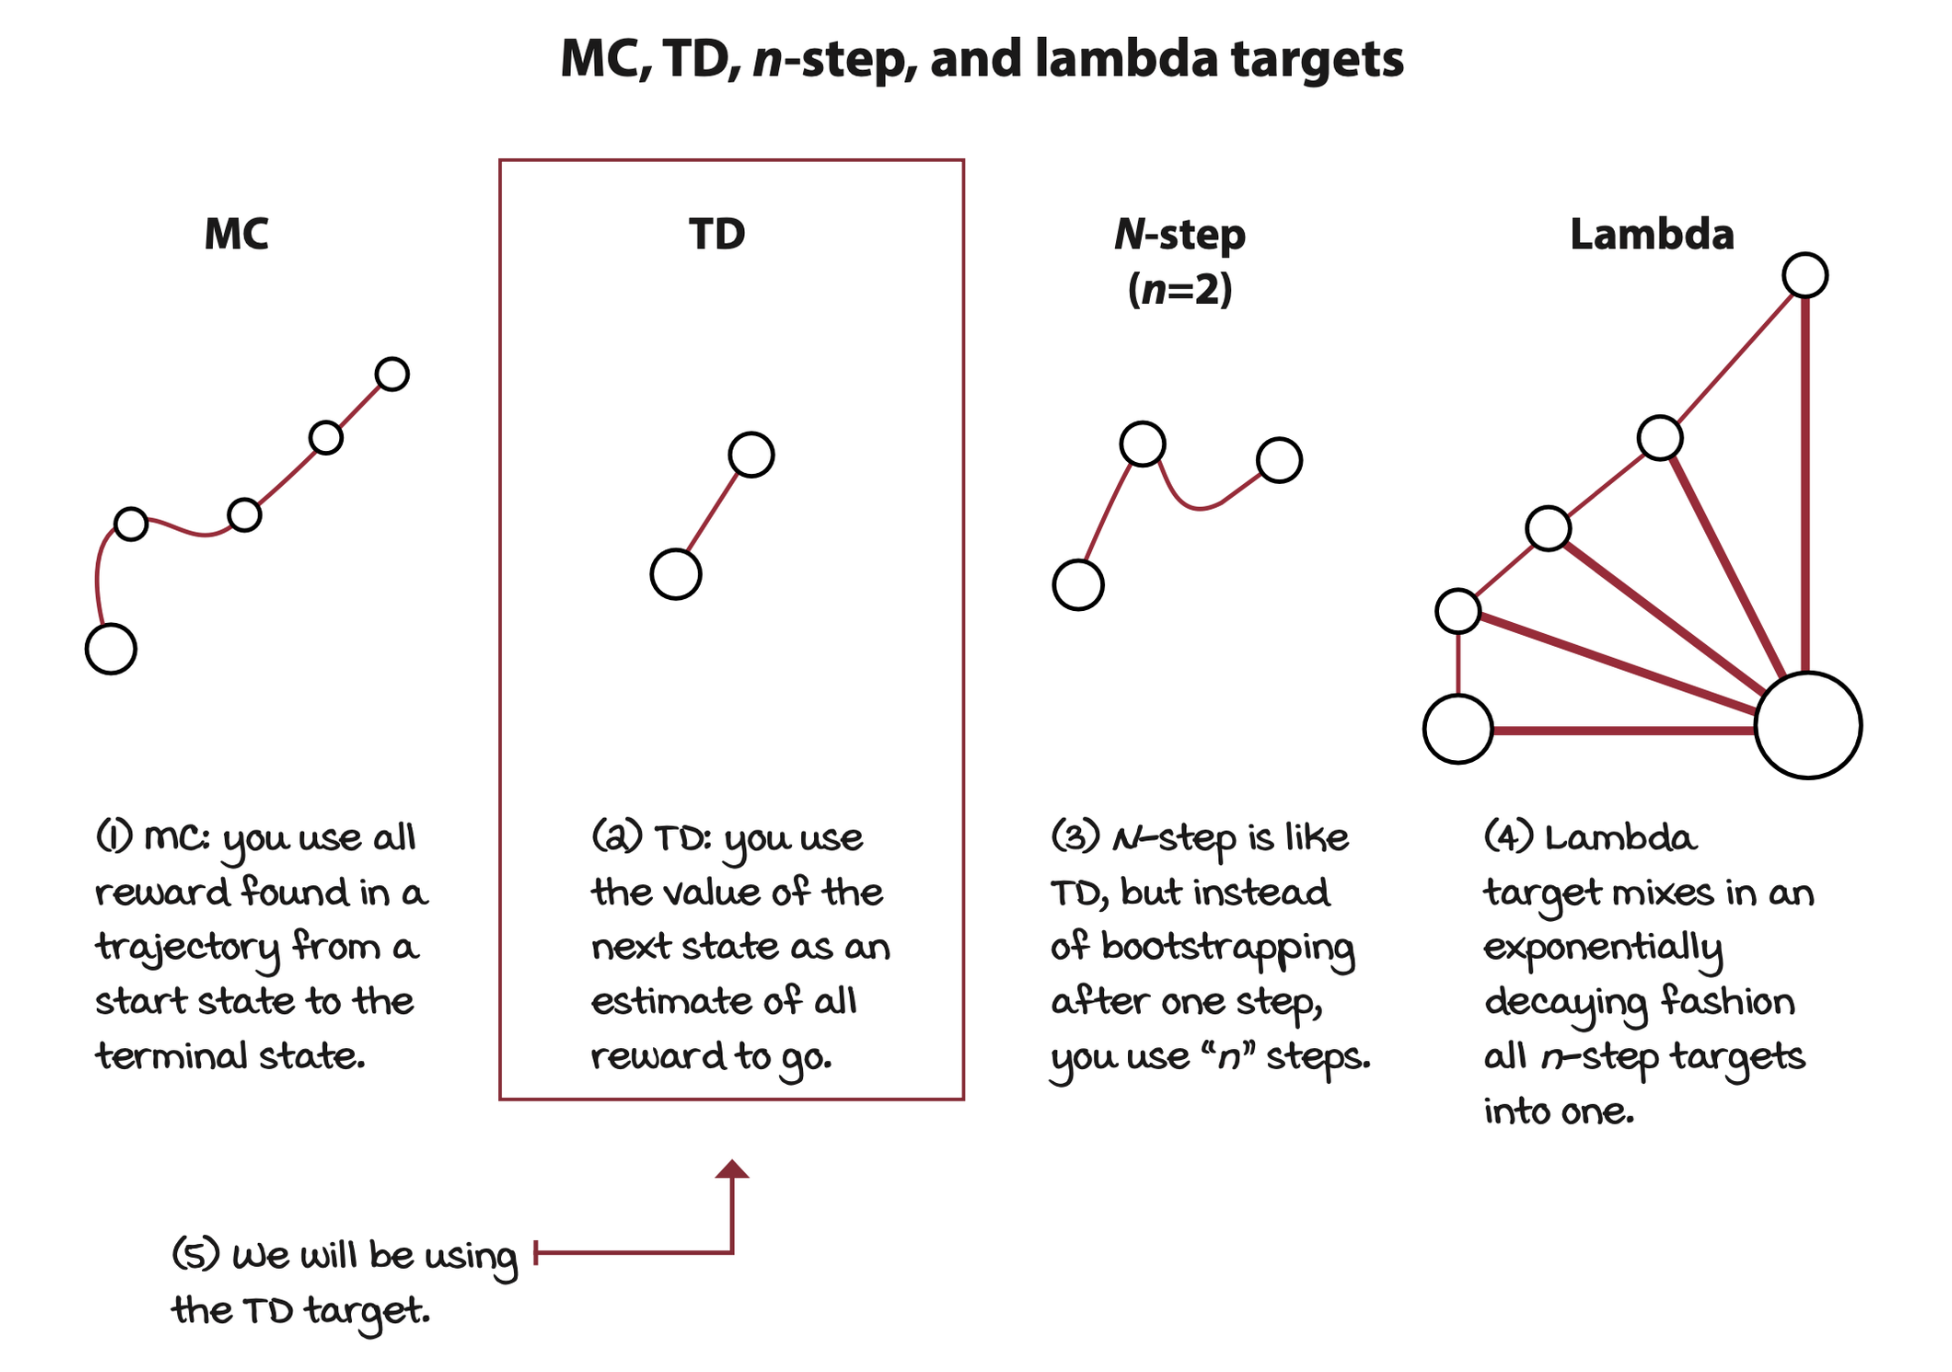 MC, TD, n-step, and lambda targets
MC
TD
N-step
(n=2)
Lambda
(1) MC: you use all
reward found in a
trajectory from a
start state to the
terminal state.
(2) TD: you use
the value of the
next state as an
estimate of all
reward to go.
(3) N-step is like
TD, but instead
of bootstrapping
after one step,
you use “n” steps.
(4) Lambda
target mixes in an
exponentially
decaying fashion
all n-step targets
into one.
(5) We will be using
the TD target.